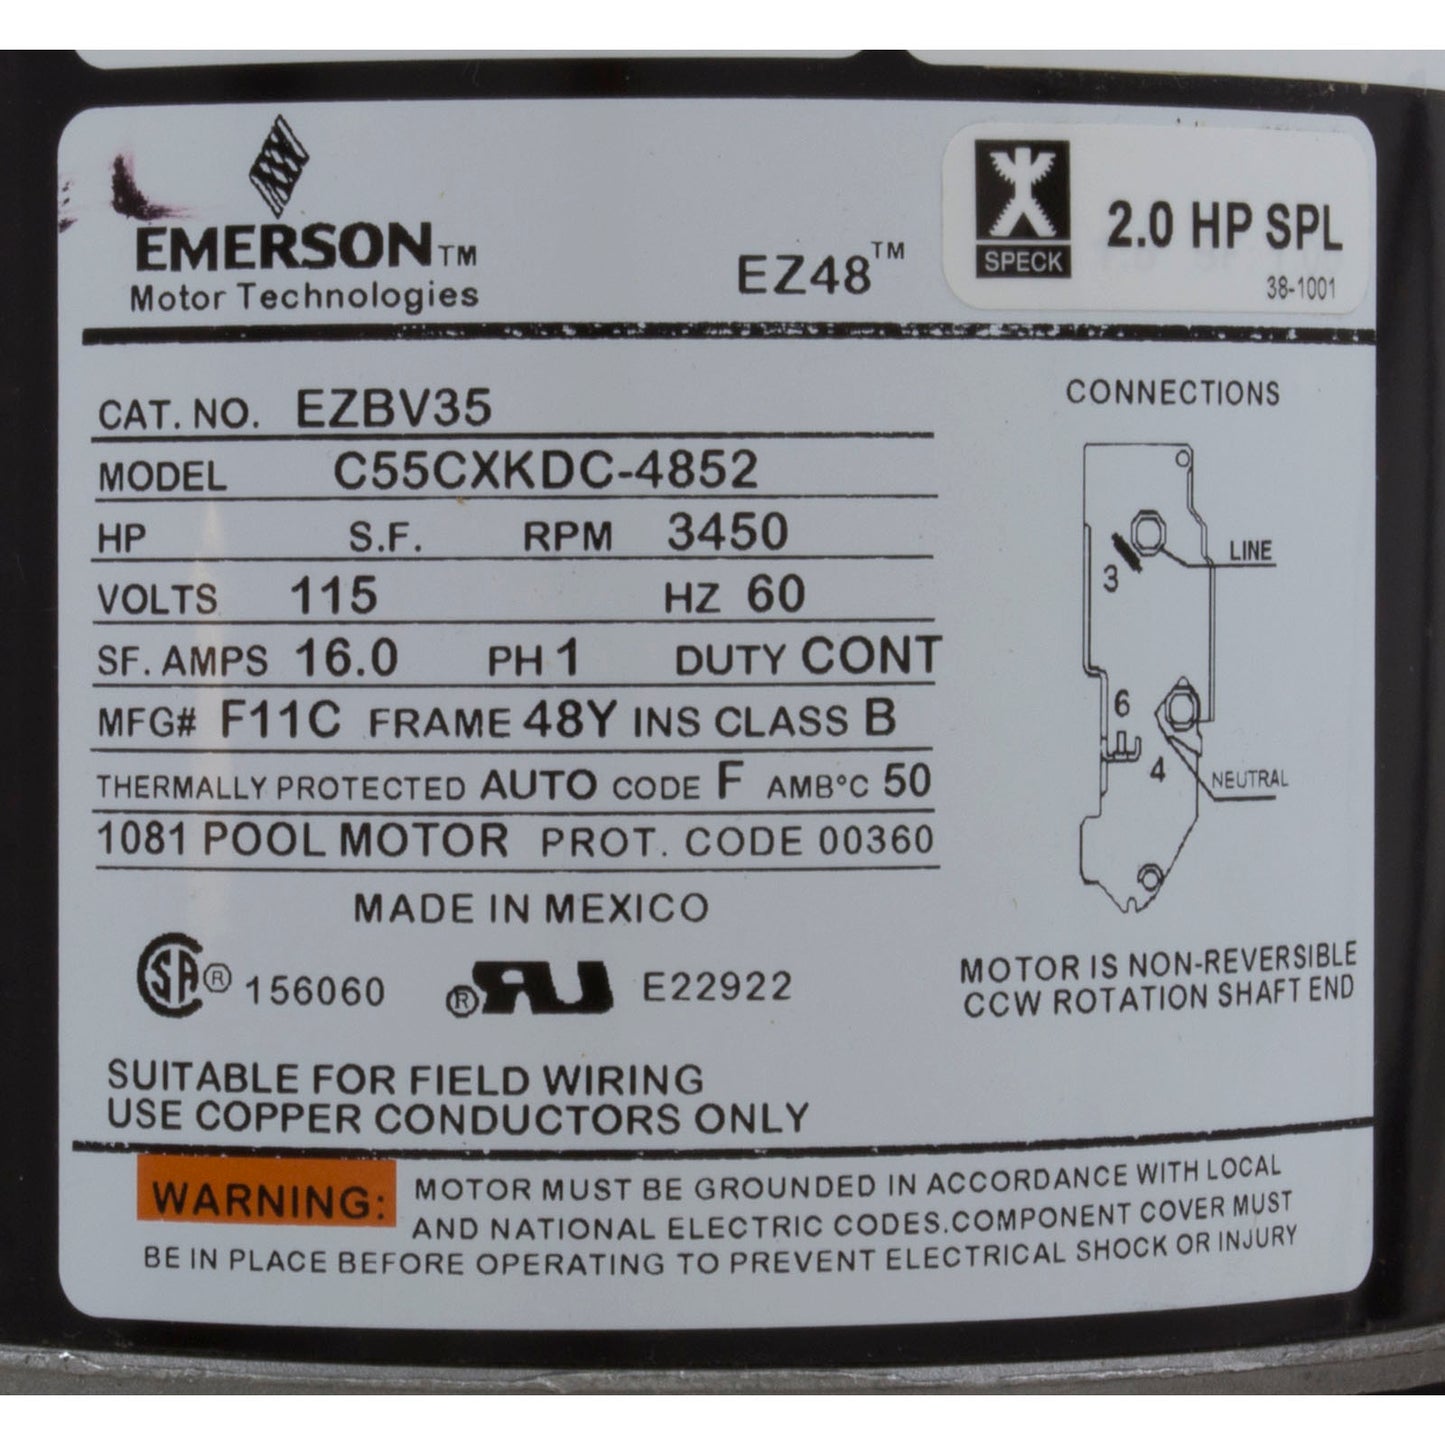 EMERSON™
Motor Technologies
EZ48™
SPECK
2.0 HP SPL
38-1001
CAT. NO. EZBV35
MODEL C55CXKDC-4852
HP S.F. RPM 3450
VOLTS 115 HZ 60
SF. AMPS 16.0 PH 1 DUTY CONT
MFG# F11C FRAME 48Y INS CLASS B
THERMALLY PROTECTED AUTO CODE F AMB°C 50
1081 POOL MOTOR PROT. CODE 00360
MADE IN MEXICO
SA® 156060 ®RU E22922
SUITABLE FOR FIELD WIRING
USE COPPER CONDUCTORS ONLY
CONNECTIONS
LINE
3
6
4
NEUTRAL
MOTOR IS NON-REVERSIBLE
CCW ROTATION SHAFT END
WARNING: MOTOR MUST BE GROUNDED IN ACCORDANCE WITH LOCAL
AND NATIONAL ELECTRIC CODES.COMPONENT COVER MUST
BE IN PLACE BEFORE OPERATING TO PREVENT ELECTRICAL SHOCK OR INJURY